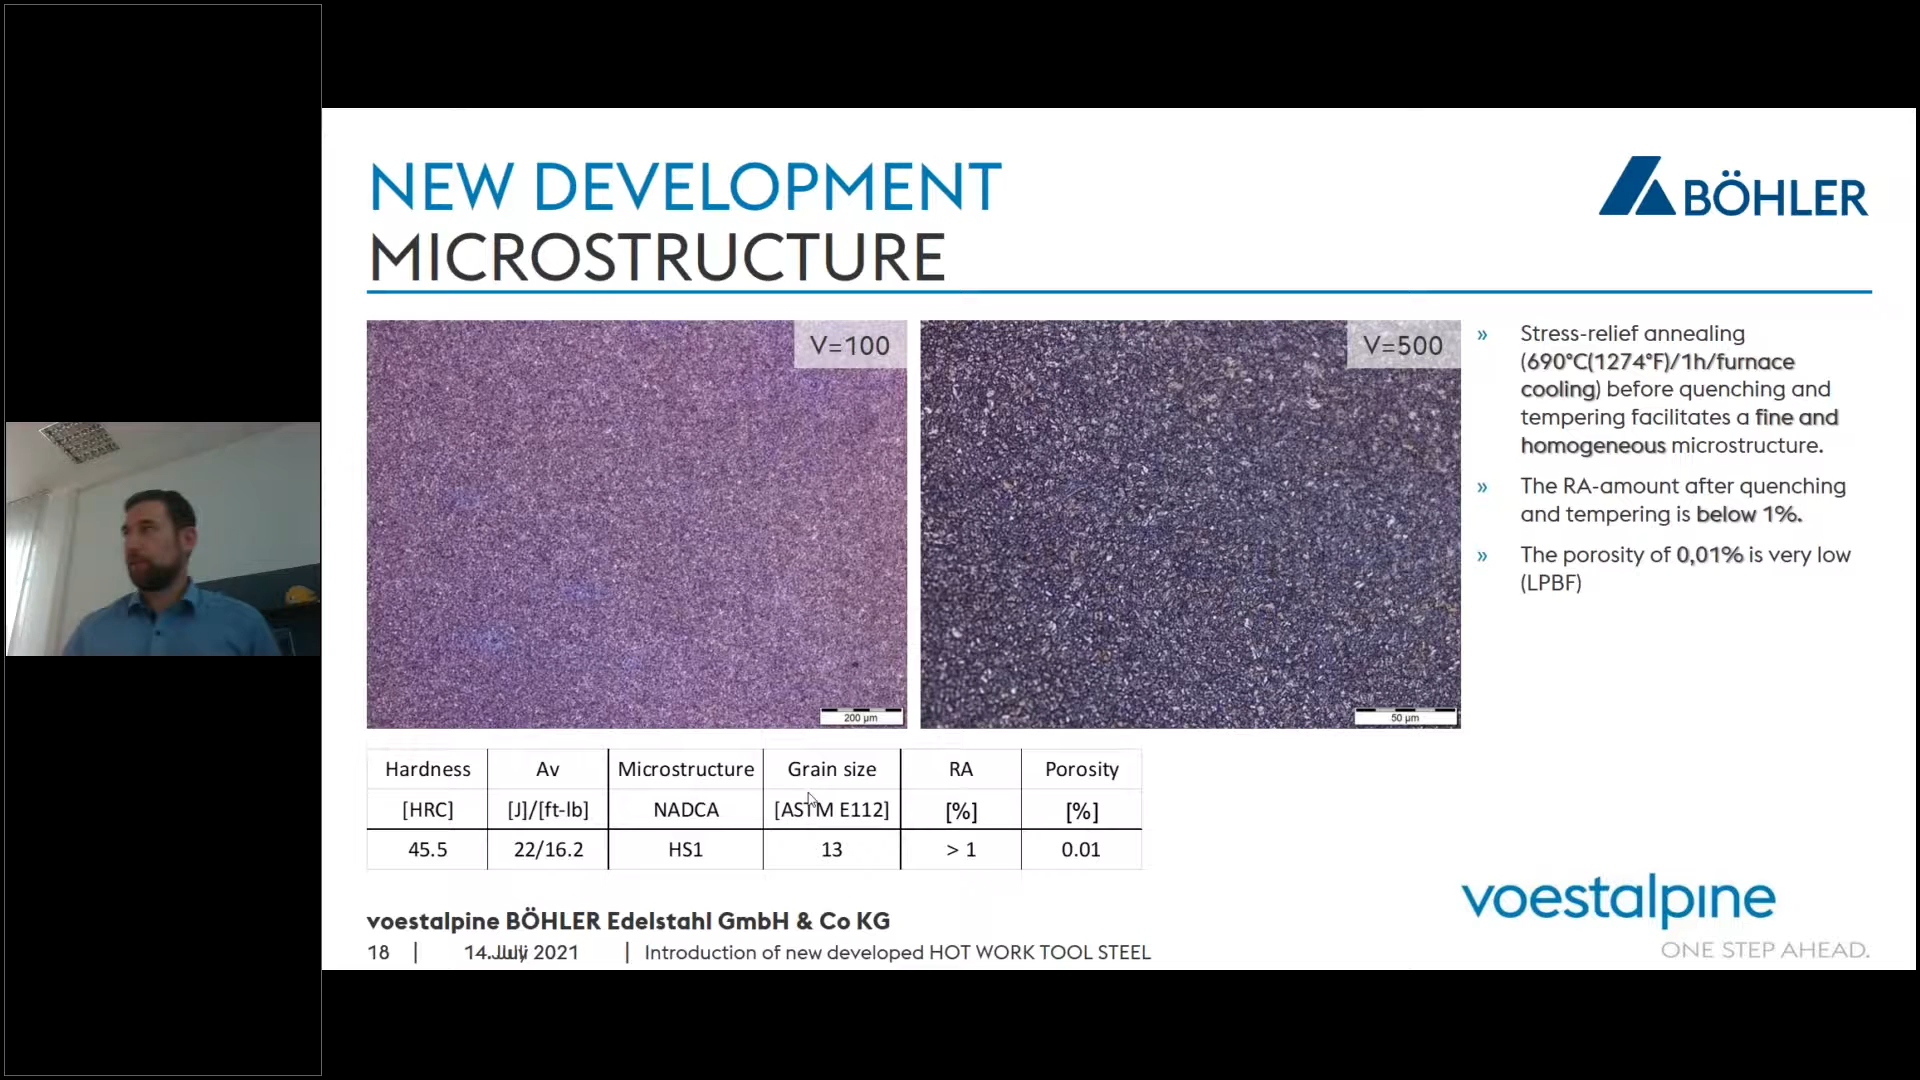 NEW DEVELOPMENT
MICROSTRUCTURE
BÖHLER
V=100
200 µm
V=500
50 µm
» Stress-relief annealing
(690°C(1274°F)/1h/furnace
cooling) before quenching and
tempering facilitates a fine and
homogeneous microstructure.
» The RA-amount after quenching
and tempering is below 1%.
» The porosity of 0,01% is very low
(LPBF)
Hardness Av Microstructure Grain size RA Porosity
[HRC] [J]/[ft-lb] NADCA [ASTM E112] [%] [%]
45.5 22/16.2 HS1 13 > 1 0.01
voestalpine BÖHLER Edelstahl GmbH & Co KG
18 | 14. 2021 | Introduction of new developed HOT WORK TOOL STEEL
voestalpine
ONE STEP AHEAD.